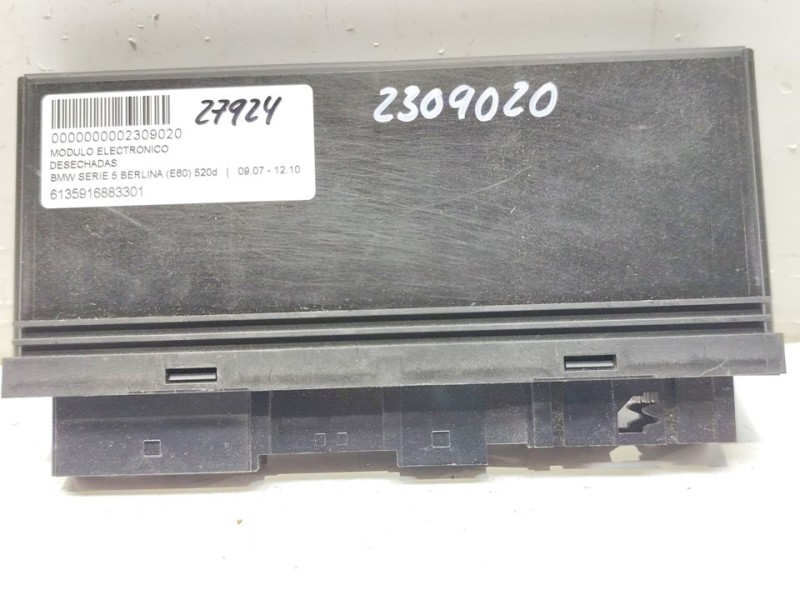 27924
0000000002309020
MODULO ELECTRONICO
DESECHADAS
BMW SERIE 5 BERLINA (E60) 520d | 09.07 - 12.10
6135916883301
2309020